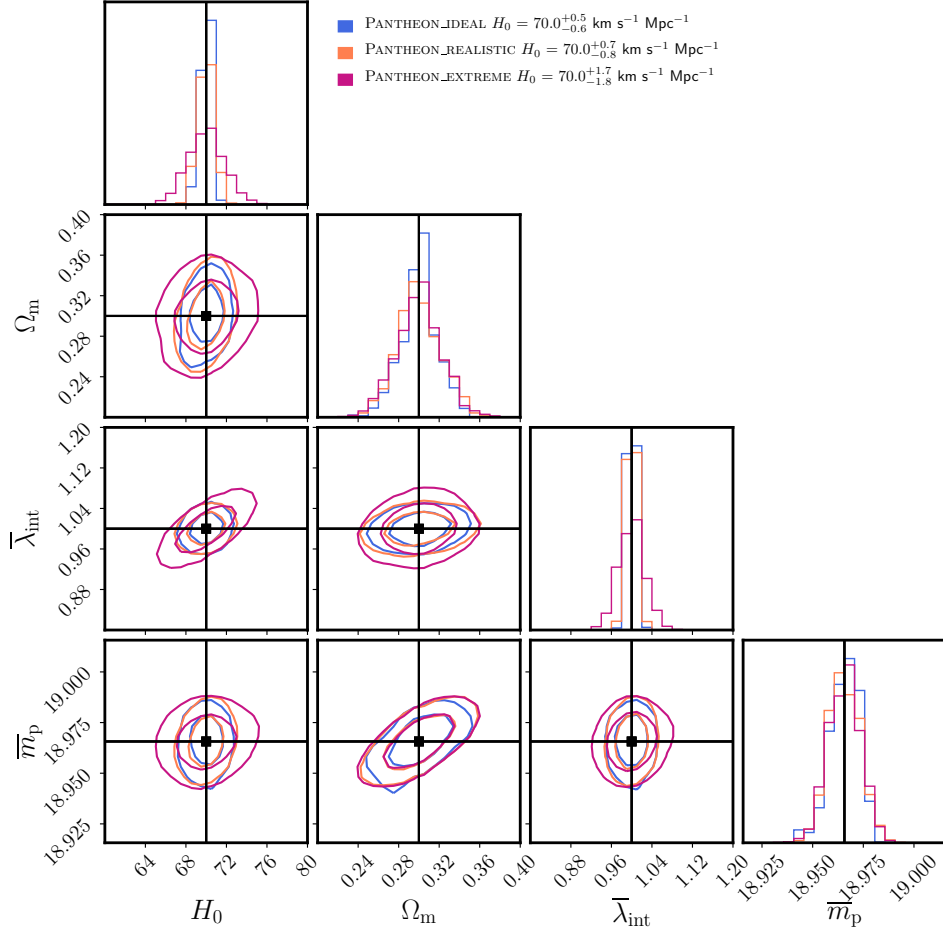 PANTHEON_IDEAL H₀ = 70.0⁺⁰·⁵₋₀.₆ km s⁻¹ Mpc⁻¹
PANTHEON_REALISTIC H₀ = 70.0⁺⁰·⁷₋₀.₈ km s⁻¹ Mpc⁻¹
PANTHEON_EXTREME H₀ = 70.0⁺¹·⁷₋₁.₈ km s⁻¹ Mpc⁻¹
0.40
0.36
0.32
0.28
0.24
Ωₘ
1.20
1.12
1.04
0.96
0.88
λ̅ᵢₙₜ
19.000
18.975
18.950
18.925
m̅ₚ
64 68 72 76 80
0.24 0.28 0.32 0.36 0.40
0.88 0.96 1.04 1.12 1.20
18.925 18.950 18.975 19.000
H₀ Ωₘ λ̅ᵢₙₜ m̅ₚ